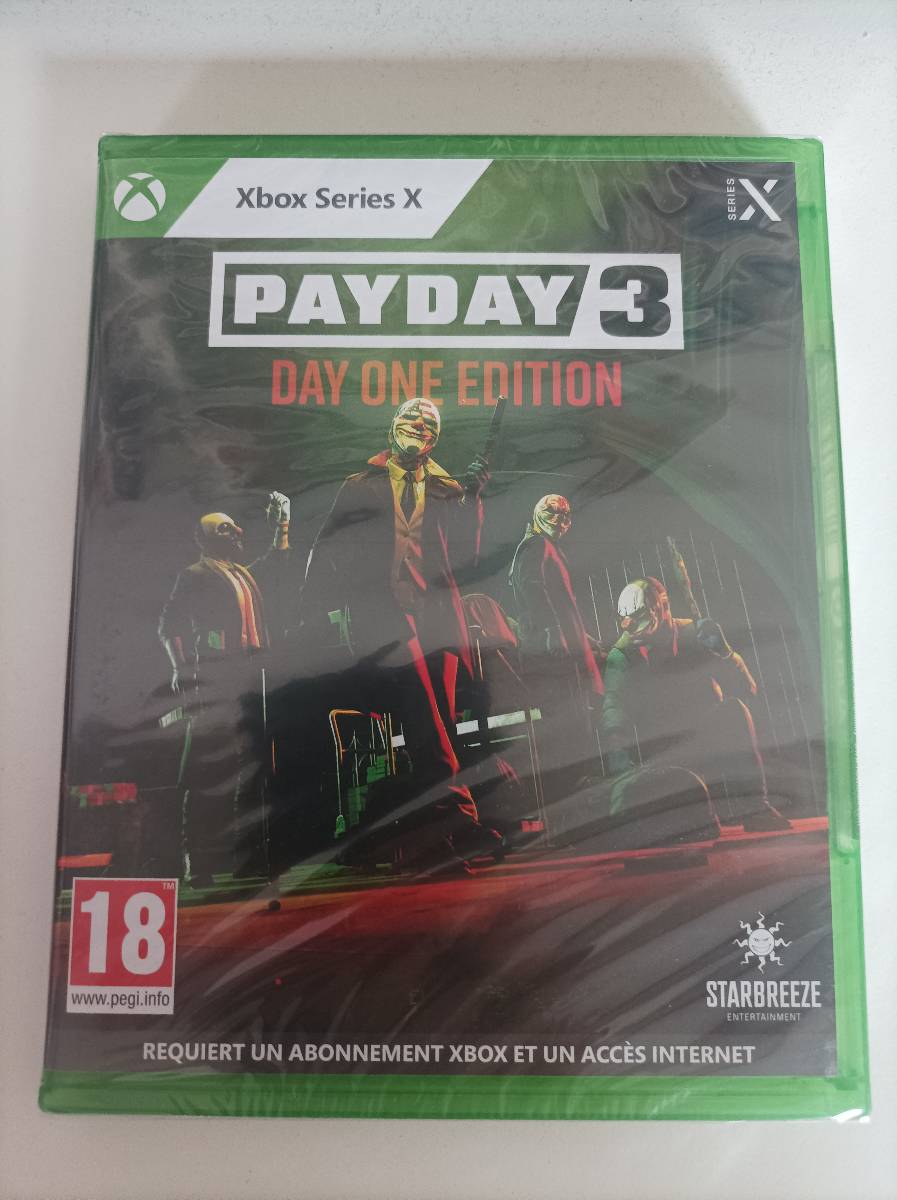 Xbox Series X
SERIES X
PAYDAY 3
DAY ONE EDITION
18™
www.pegi.info
STARBREEZE
ENTERTAINMENT
REQUIERT UN ABONNEMENT XBOX ET UN ACCÈS INTERNET